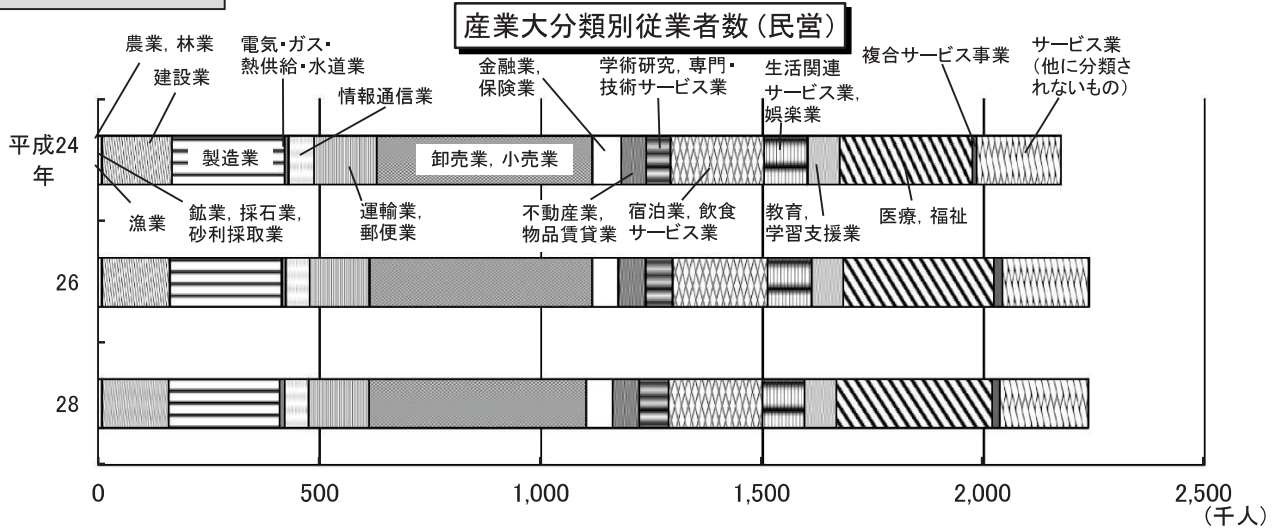 産業大分類別従業者数（民営）
農業，林業
建設業
電気・ガス・
熱供給・水道業
情報通信業
金融業，
保険業
学術研究，専門・
技術サービス業
生活関連
サービス業，
娯楽業
複合サービス事業
サービス業
（他に分類さ
れないもの）
平成24
年
製造業
卸売業，小売業
漁業
鉱業，採石業，
砂利採取業
運輸業，
郵便業
不動産業，
物品賃貸業
宿泊業，飲食
サービス業
教育，
学習支援業
医療，福祉
26
28
0
500
1,000
1,500
2,000
2,500
（千人）